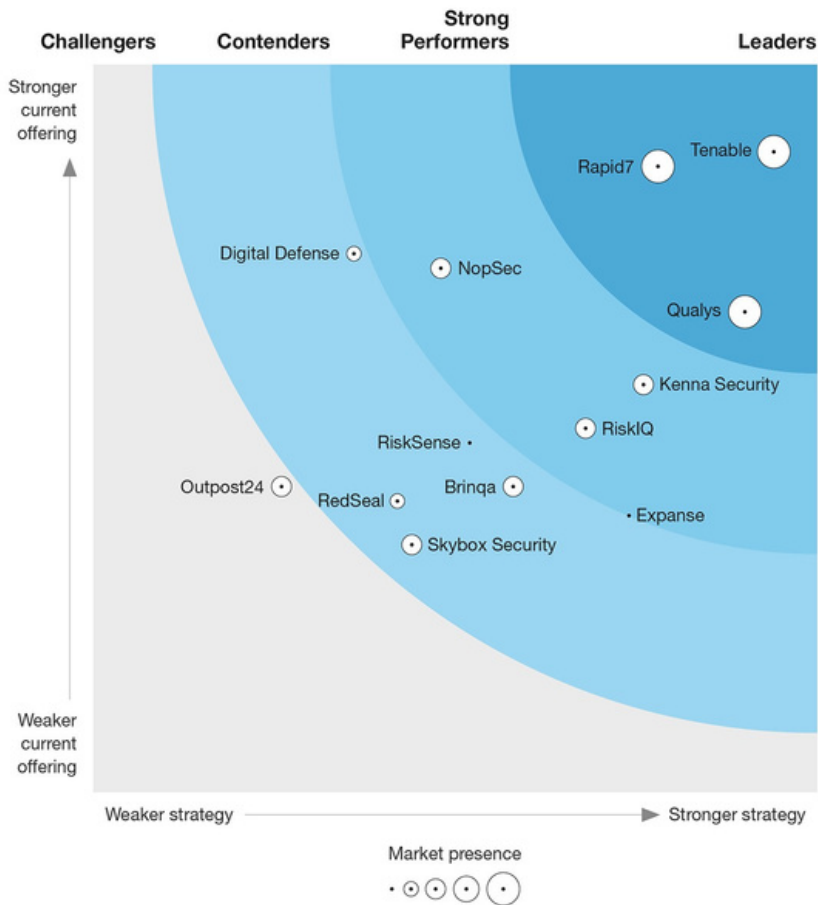 Challengers
Contenders
Strong
Performers
Leaders
Stronger
current
offering
Tenable
Rapid7
Digital Defense
NopSec
Qualys
Kenna Security
RiskIQ
RiskSense
Outpost24
Brinqa
RedSeal
Expanse
Skybox Security
Weaker
current
offering
Weaker strategy
Stronger strategy
Market presence